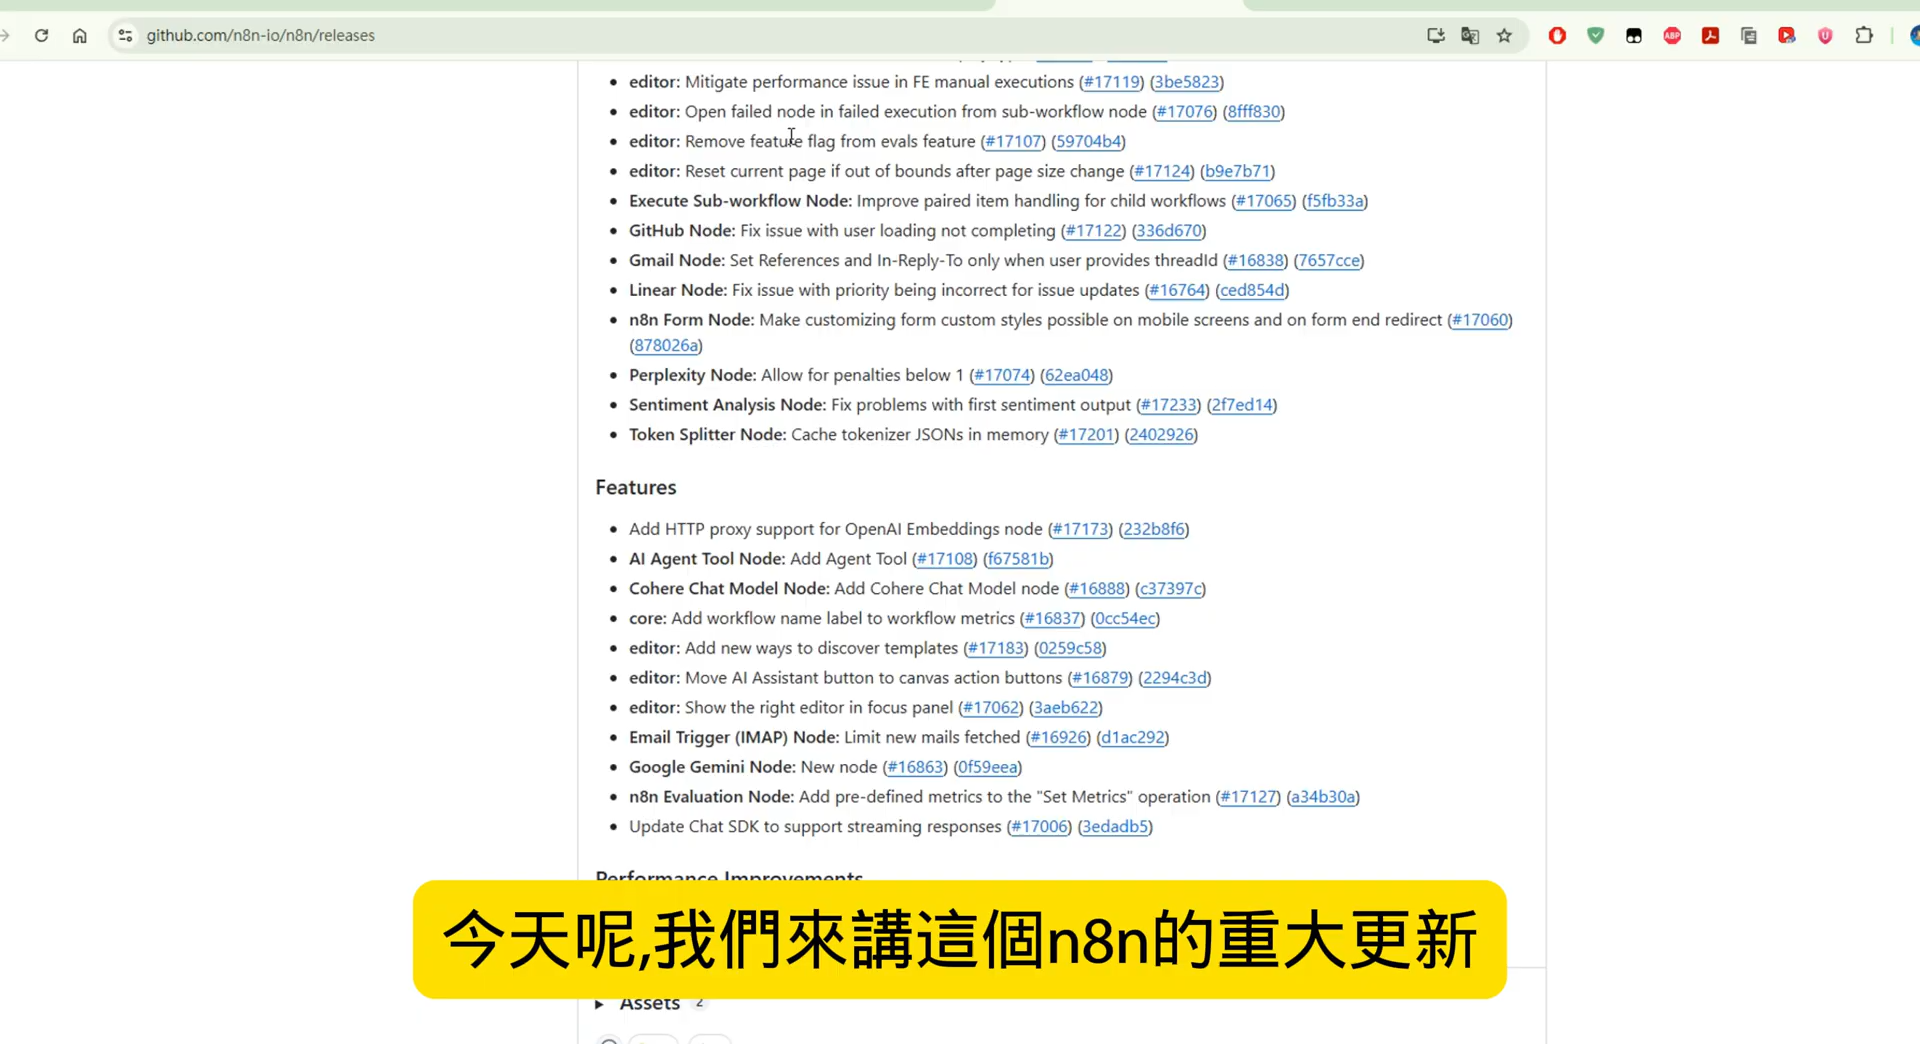 github.com/n8n-io/n8n/releases
ABP
editor: Mitigate performance issue in FE manual executions (#17119) (3be5823)
editor: Open failed node in failed execution from sub-workflow node (#17076) (8fff830)
editor: Remove feature flag from evals feature (#17107) (59704b4)
editor: Reset current page if out of bounds after page size change (#17124) (b9e7b71)
Execute Sub-workflow Node: Improve paired item handling for child workflows (#17065) (f5fb33a)
GitHub Node: Fix issue with user loading not completing (#17122) (336d670)
Gmail Node: Set References and In-Reply-To only when user provides threadId (#16838) (7657cce)
Linear Node: Fix issue with priority being incorrect for issue updates (#16764) (ced854d)
n8n Form Node: Make customizing form custom styles possible on mobile screens and on form end redirect (#17060)
(878026a)
Perplexity Node: Allow for penalties below 1 (#17074) (62ea048)
Sentiment Analysis Node: Fix problems with first sentiment output (#17233) (2f7ed14)
Token Splitter Node: Cache tokenizer JSONs in memory (#17201) (2402926)
Features
Add HTTP proxy support for OpenAI Embeddings node (#17173) (232b8f6)
AI Agent Tool Node: Add Agent Tool (#17108) (f67581b)
Cohere Chat Model Node: Add Cohere Chat Model node (#16888) (c37397c)
core: Add workflow name label to workflow metrics (#16837) (0cc54ec)
editor: Add new ways to discover templates (#17183) (0259c58)
editor: Move AI Assistant button to canvas action buttons (#16879) (2294c3d)
editor: Show the right editor in focus panel (#17062) (3aeb622)
Email Trigger (IMAP) Node: Limit new mails fetched (#16926) (d1ac292)
Google Gemini Node: New node (#16863) (0f59eea)
n8n Evaluation Node: Add pre-defined metrics to the "Set Metrics" operation (#17127) (a34b30a)
Update Chat SDK to support streaming responses (#17006) (3edadb5)
Performance Improvements
今天呢,我們來講這個n8n的重大更新
Assets 2